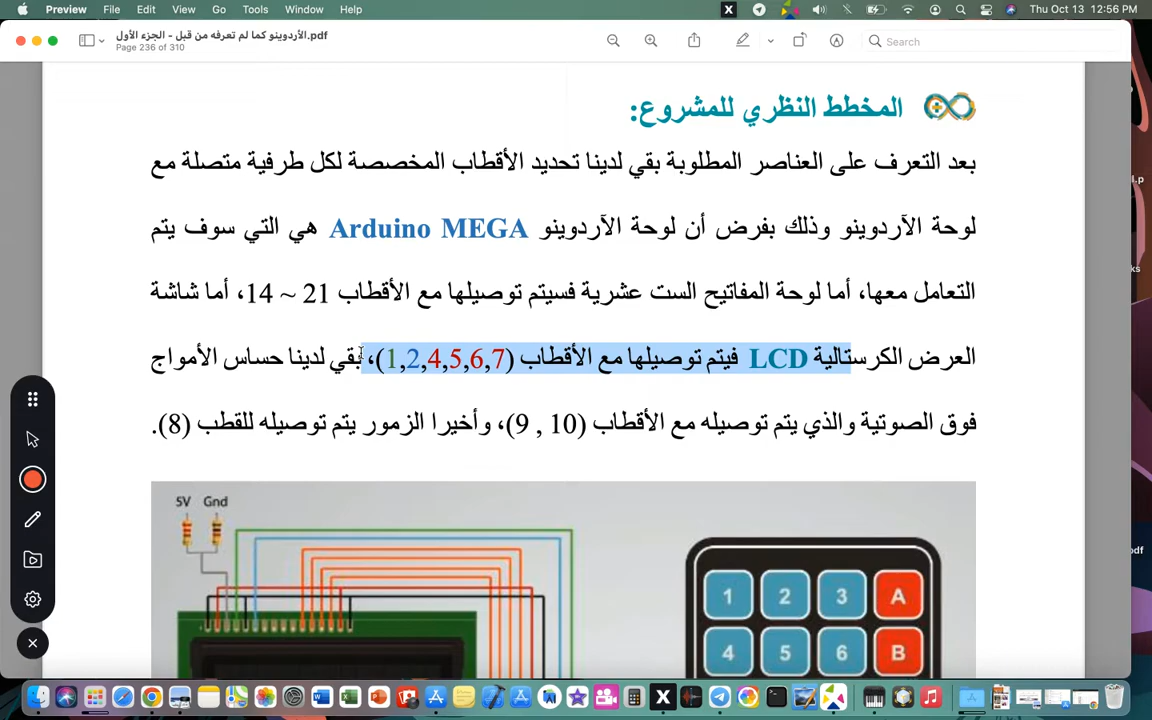 Preview File Edit View Go Tools Window Help Thu Oct 13 12:56 PM
الأردوينو كما لم تعرفه من قبل - الجزء الأول.pdf
Page 236 of 310
Search
المخطط النظري للمشروع:
بعد التعرف على العناصر المطلوبة بقي لدينا تحديد الأقطاب المخصصة لكل طرفية متصلة مع
لوحة الآردوينو وذلك بفرض أن لوحة الآردوينو Arduino MEGA هي التي سوف يتم
التعامل معها، أما لوحة المفاتيح الست عشرية فسيتم توصيلها مع الأقطاب 21 ~ 14، أما شاشة
العرض الكرستالية LCD فيتم توصيلها مع الأقطاب (1,2,4,5,6,7)، بقي لدينا حساس الأمواج
فوق الصوتية والذي يتم توصيله مع الأقطاب (9 , 10)، وأخيرا الزمور يتم توصيله للقطب (8).
5V Gnd
1 2 3 A
4 5 6 B
l.p
ks
pdf